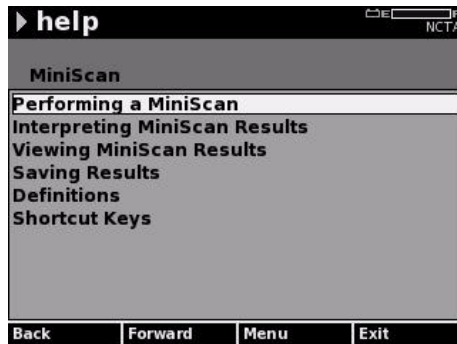 help
E F
NCTA
MiniScan
Performing a MiniScan
Interpreting MiniScan Results
Viewing MiniScan Results
Saving Results
Definitions
Shortcut Keys
Back Forward Menu Exit